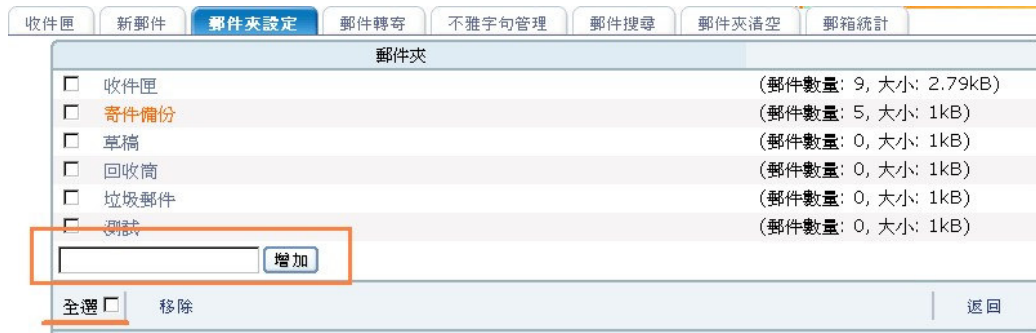 收件匣 新郵件 郵件夾設定 郵件轉寄 不雅字句管理 郵件搜尋 郵件夾清空 郵箱統計
郵件夾
收件匣 (郵件數量: 9, 大小: 2.79kB)
寄件備份 (郵件數量: 5, 大小: 1kB)
草稿 (郵件數量: 0, 大小: 1kB)
回收筒 (郵件數量: 0, 大小: 1kB)
垃圾郵件 (郵件數量: 0, 大小: 1kB)
測試 (郵件數量: 0, 大小: 1kB)
增加
全選 移除 返回